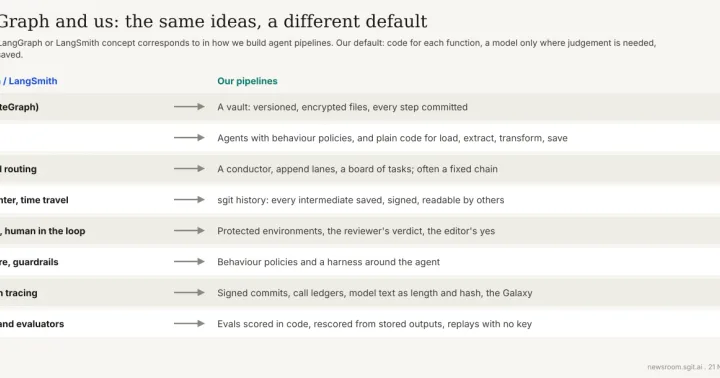 Graph and us: the same ideas, a different default
LangGraph or LangSmith concept corresponds to in how we build agent pipelines. Our default: code for each function, a model only where judgement is needed,
saved.
/ LangSmith
Our pipelines
teGraph)
A vault: versioned, encrypted files, every step committed
Agents with behaviour policies, and plain code for load, extract, transform, save
routing
A conductor, append lanes, a board of tasks; often a fixed chain
nter, time travel
sgit history: every intermediate saved, signed, readable by others
, human in the loop
Protected environments, the reviewer's verdict, the editor's yes
re, guardrails
Behaviour policies and a harness around the agent
tracing
Signed commits, call ledgers, model text as length and hash, the Galaxy
and evaluators
Evals scored in code, rescored from stored outputs, replays with no key
newsroom.sgit.ai . 21